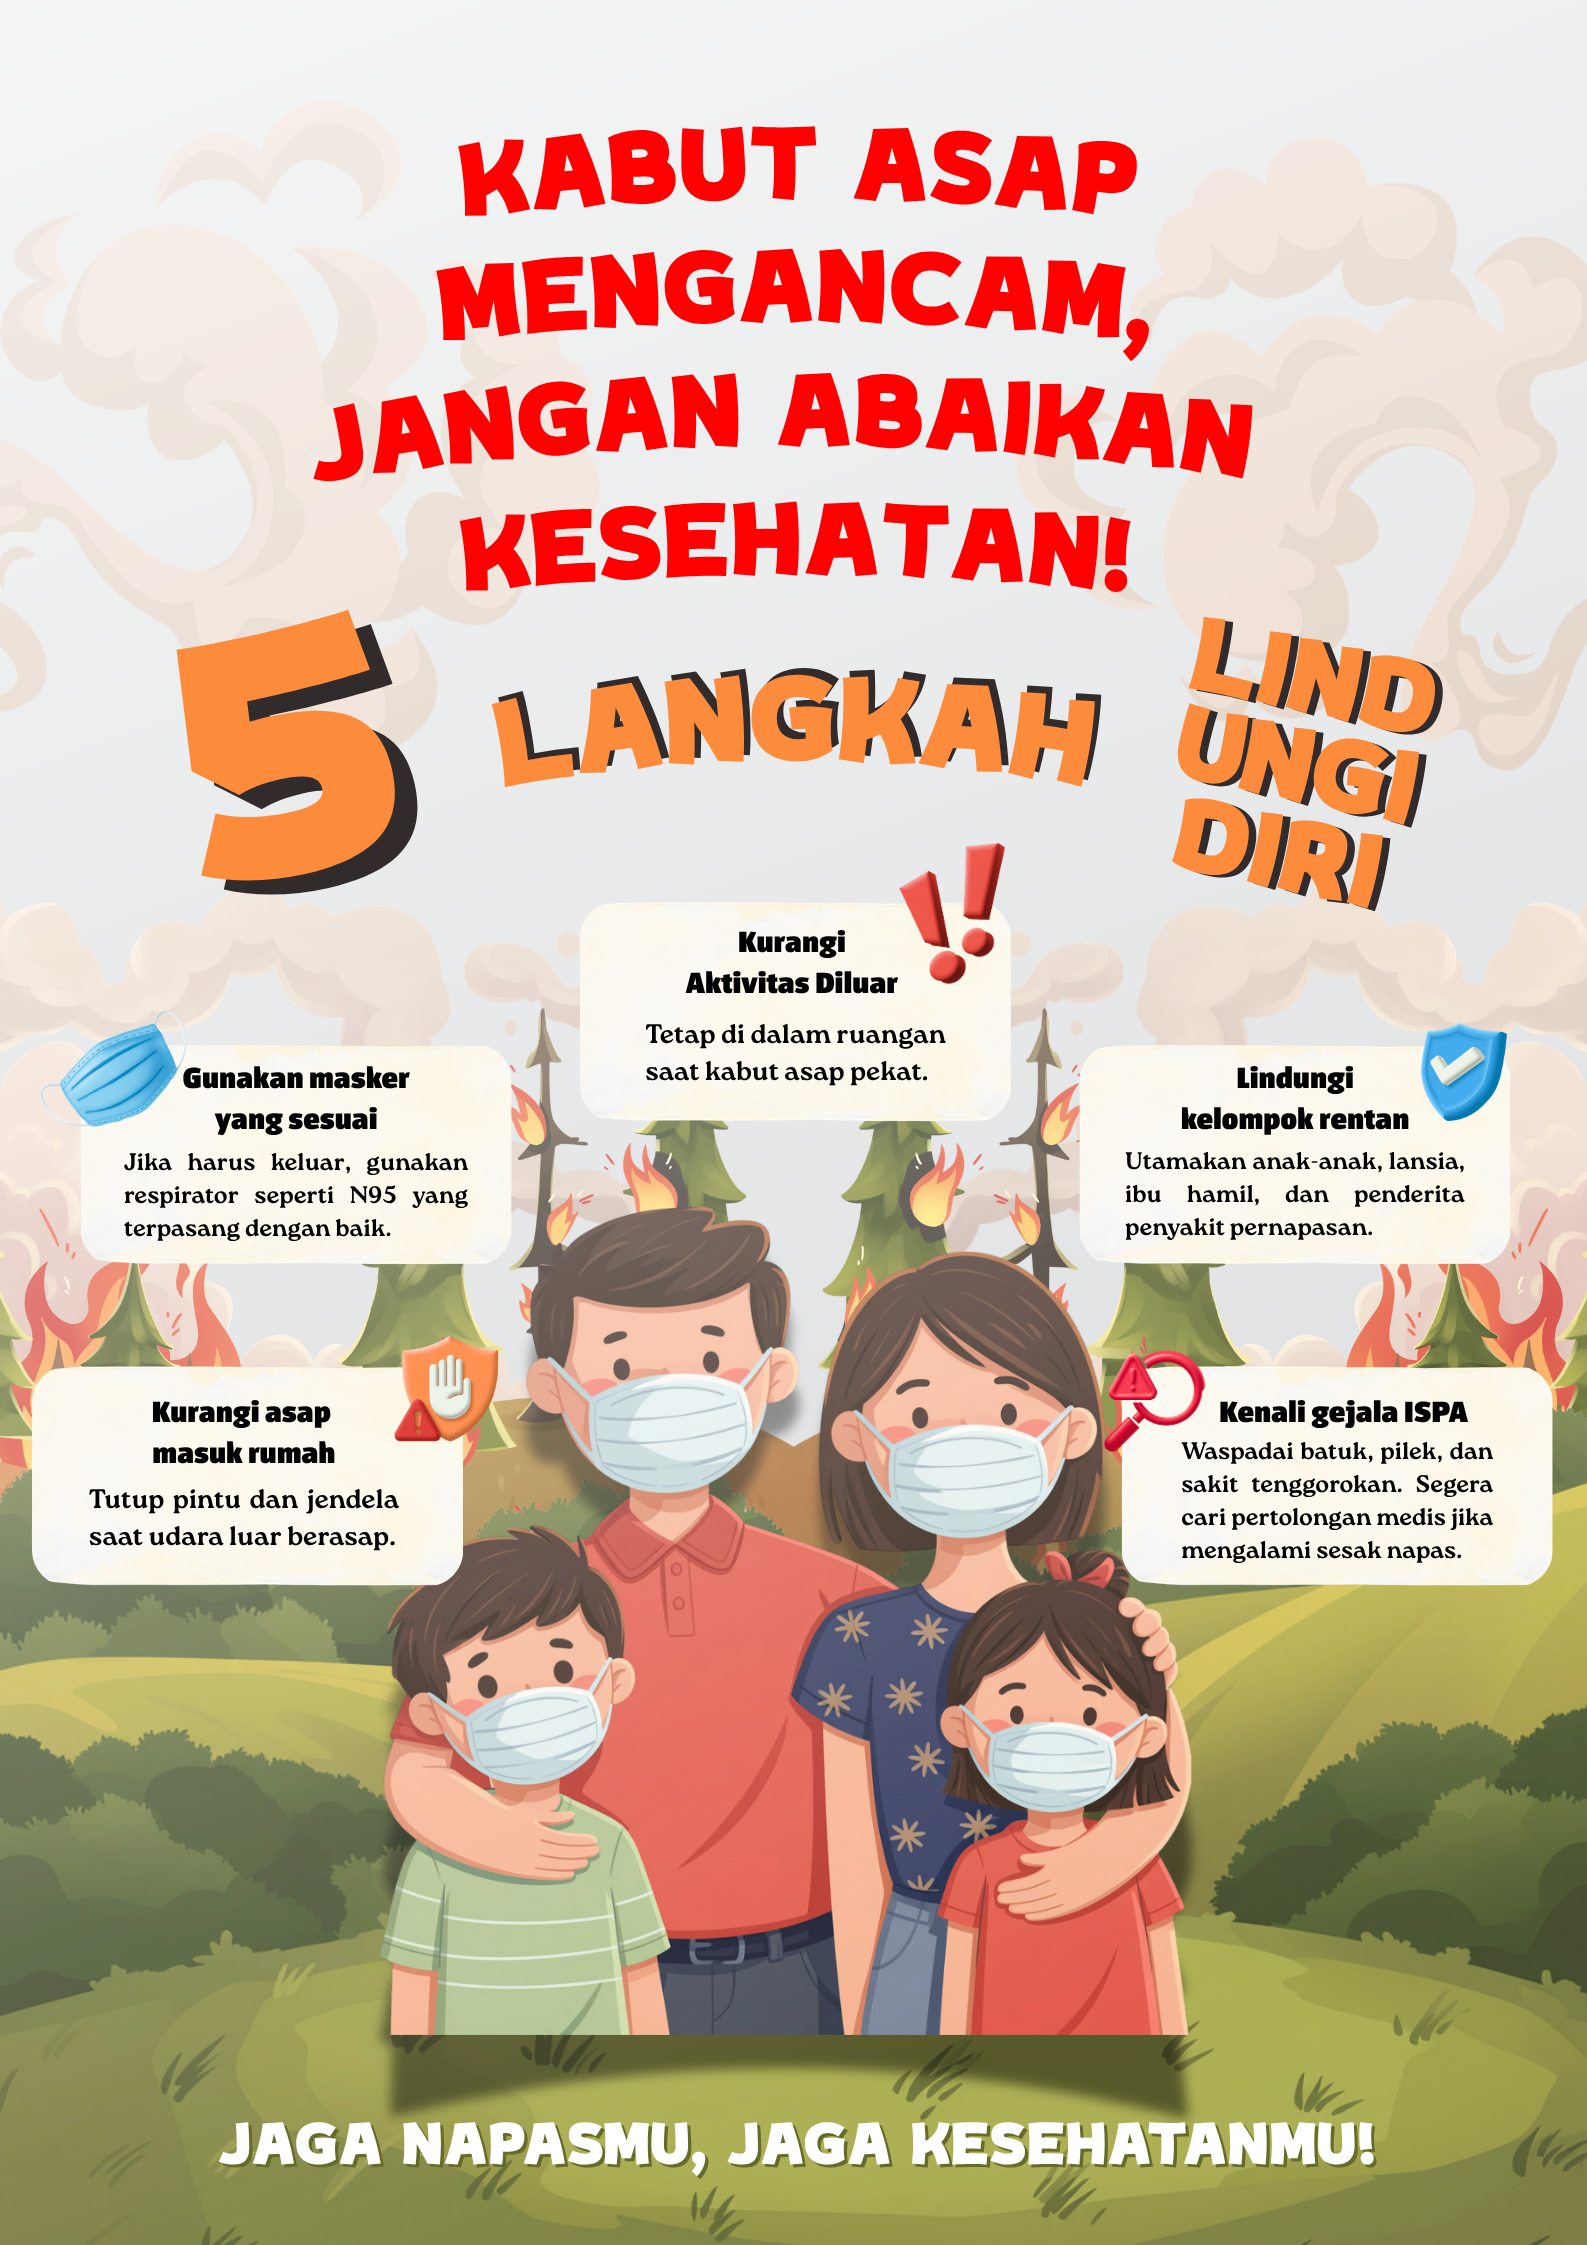 KABUT ASAP
MENGANCAM,
JANGAN ABAIKAN
KESEHATAN!
5
LANGKAH
LIND
UNGI
DIRI
Kurangi
Aktivitas Diluar
Tetap di dalam ruangan
saat kabut asap pekat.
Gunakan masker
yang sesuai
Jika harus keluar, gunakan
respirator seperti N95 yang
terpasang dengan baik.
Lindungi
kelompok rentan
Utamakan anak-anak, lansia,
ibu hamil, dan penderita
penyakit pernapasan.
Kurangi asap
masuk rumah
Tutup pintu dan jendela
saat udara luar berasap.
Kenali gejala ISPA
Waspadai batuk, pilek, dan
sakit tenggorokan. Segera
cari pertolongan medis jika
mengalami sesak napas.
JAGA NAPASMU, JAGA KESEHATANMU!